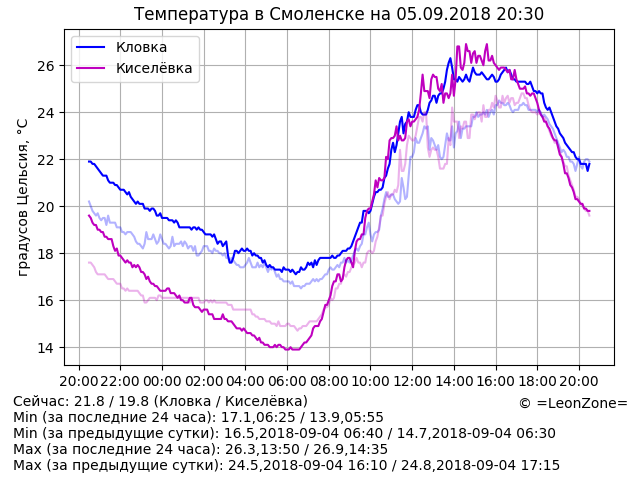 Температура в Смоленске на 05.09.2018 20:30
Кловка
Киселёвка
градусов Цельсия, °C
26
24
22
20
18
16
14
20:00 22:00 00:00 02:00 04:00 06:00 08:00 10:00 12:00 14:00 16:00 18:00 20:00
Сейчас: 21.8 / 19.8 (Кловка / Киселёвка)
© =LeonZone=
Min (за последние 24 часа): 17.1,06:25 / 13.9,05:55
Min (за предыдущие сутки): 16.5,2018-09-04 06:40 / 14.7,2018-09-04 06:30
Max (за последние 24 часа): 26.3,13:50 / 26.9,14:35
Max (за предыдущие сутки): 24.5,2018-09-04 16:10 / 24.8,2018-09-04 17:15